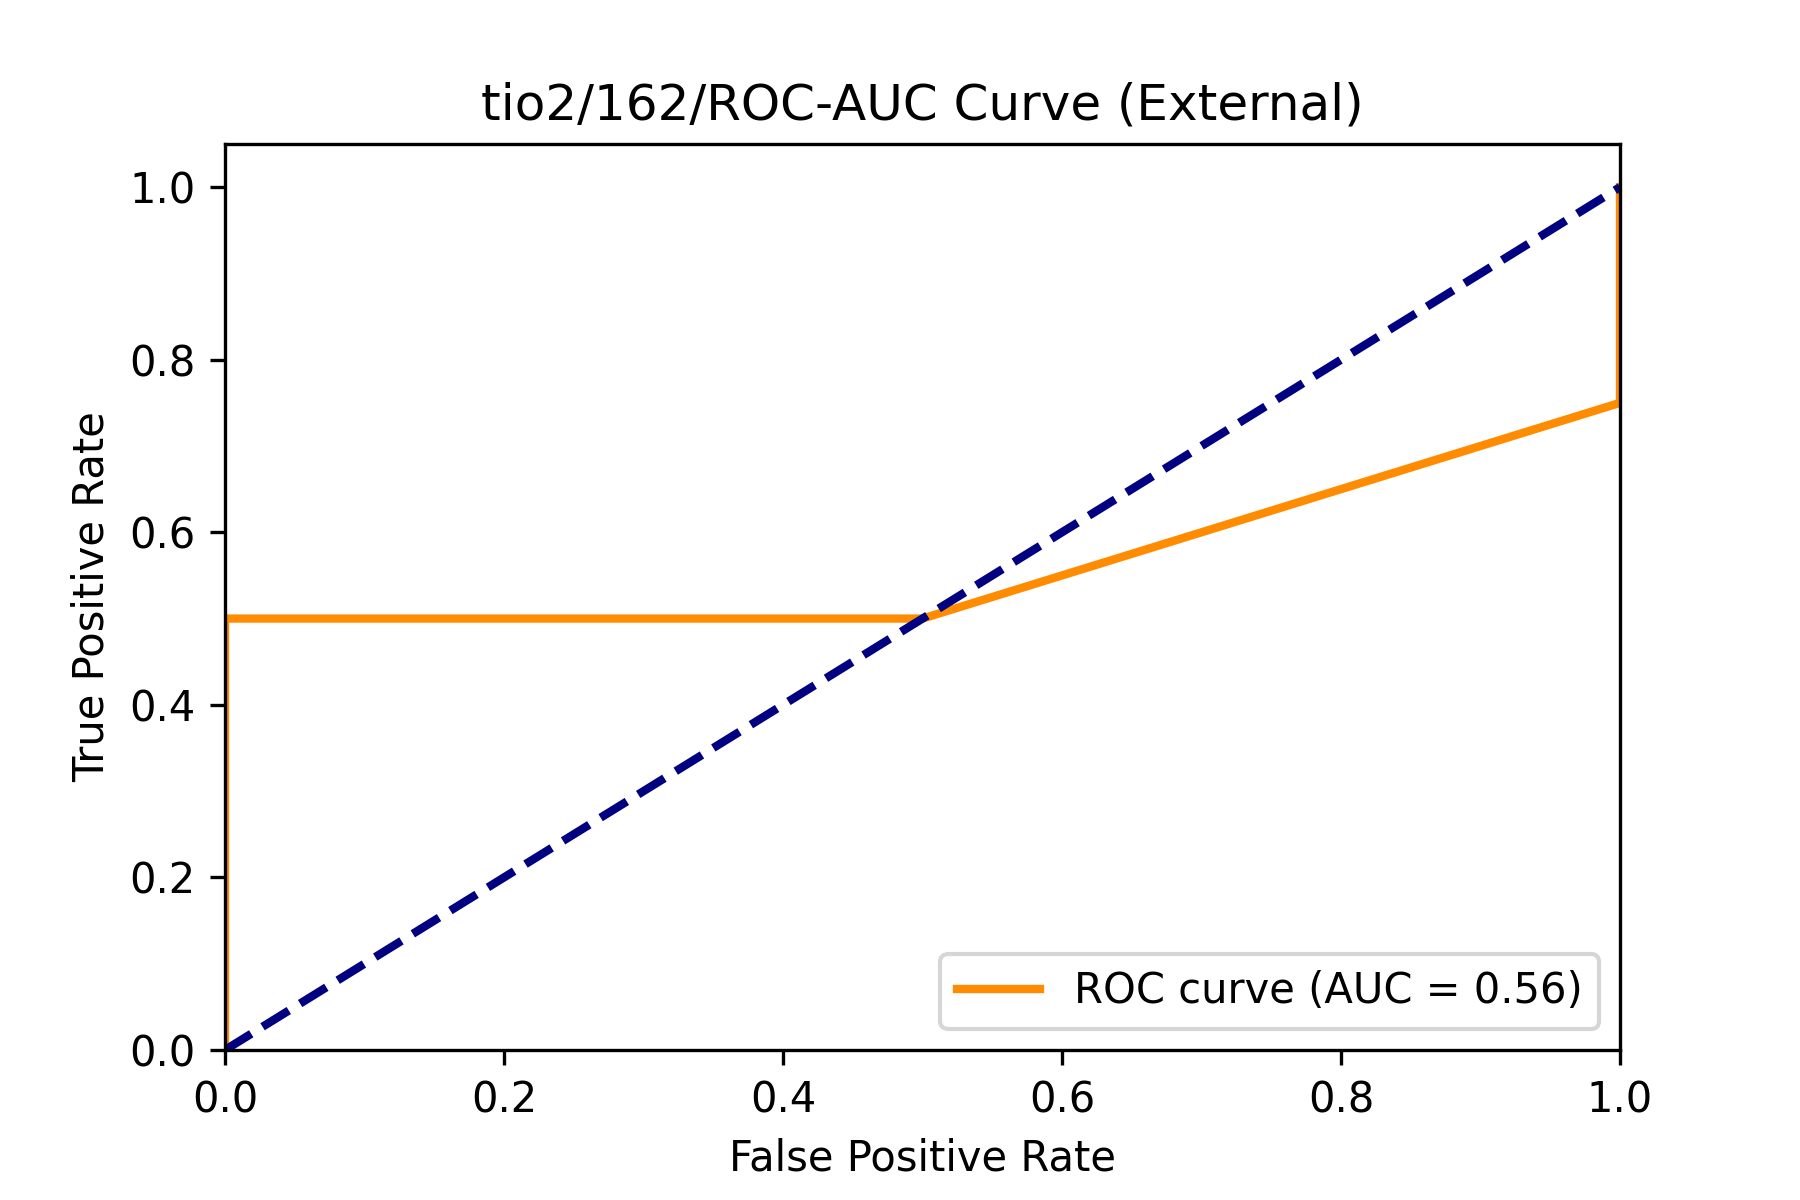 tio2/162/ROC-AUC Curve (External)
1.0
0.8
0.6
0.4
0.2
0.0
True Positive Rate
ROC curve (AUC = 0.56)
0.0 0.2 0.4 0.6 0.8 1.0
False Positive Rate